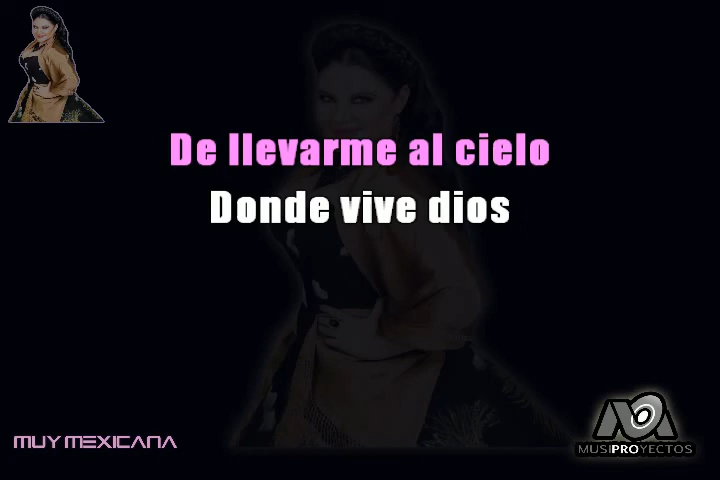 De llevarme al cielo
Donde vive dios
MUY MEXICANA
MUSIPROYECTOS